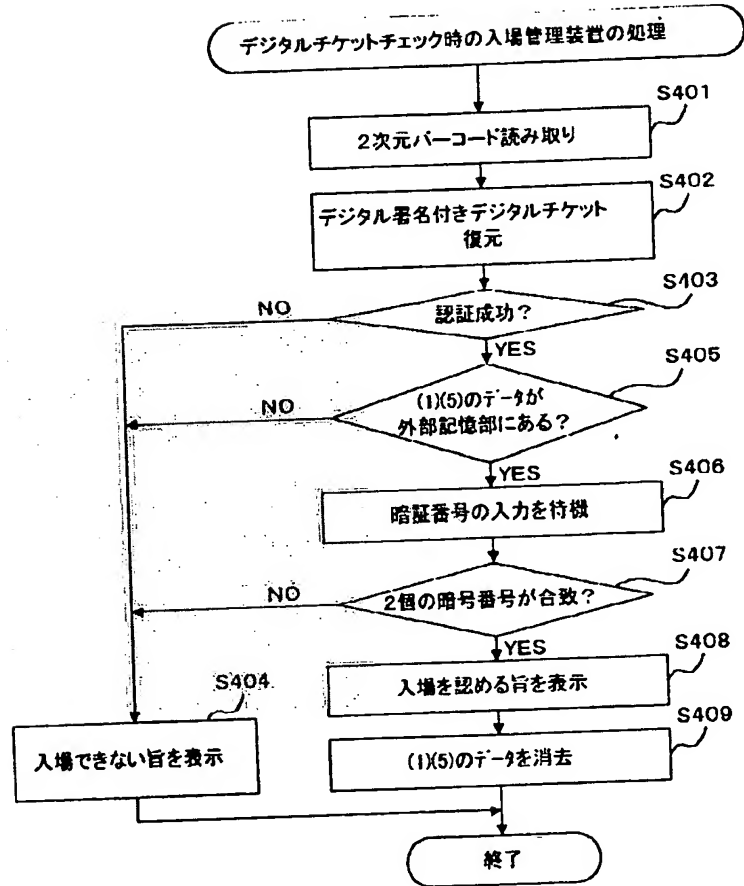 デジタルチケットチェック時の入場管理装置の処理
S401
2次元バーコード読み取り
S402
デジタル署名付きデジタルチケット
復元
S403
認証成功？
NO
YES
S405
(1)(5)のデータが
外部記憶部にある？
NO
YES
S406
暗証番号の入力を待機
S407
2個の暗号番号が合致？
NO
YES
S408
入場を認める旨を表示
S404
入場できない旨を表示
S409
(1)(5)のデータを消去
終了